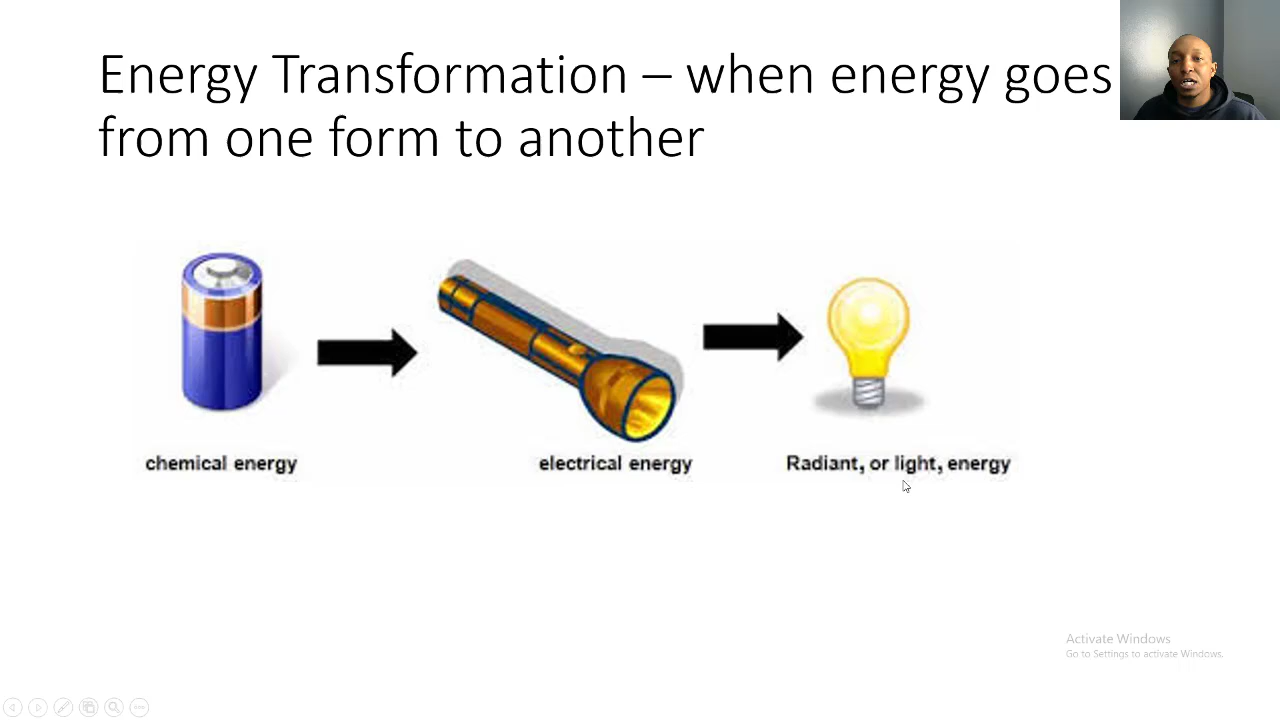 Energy Transformation – when energy goes
from one form to another
chemical energy
electrical energy
Radiant, or light, energy
Activate Windows
Go to Settings to activate Windows.